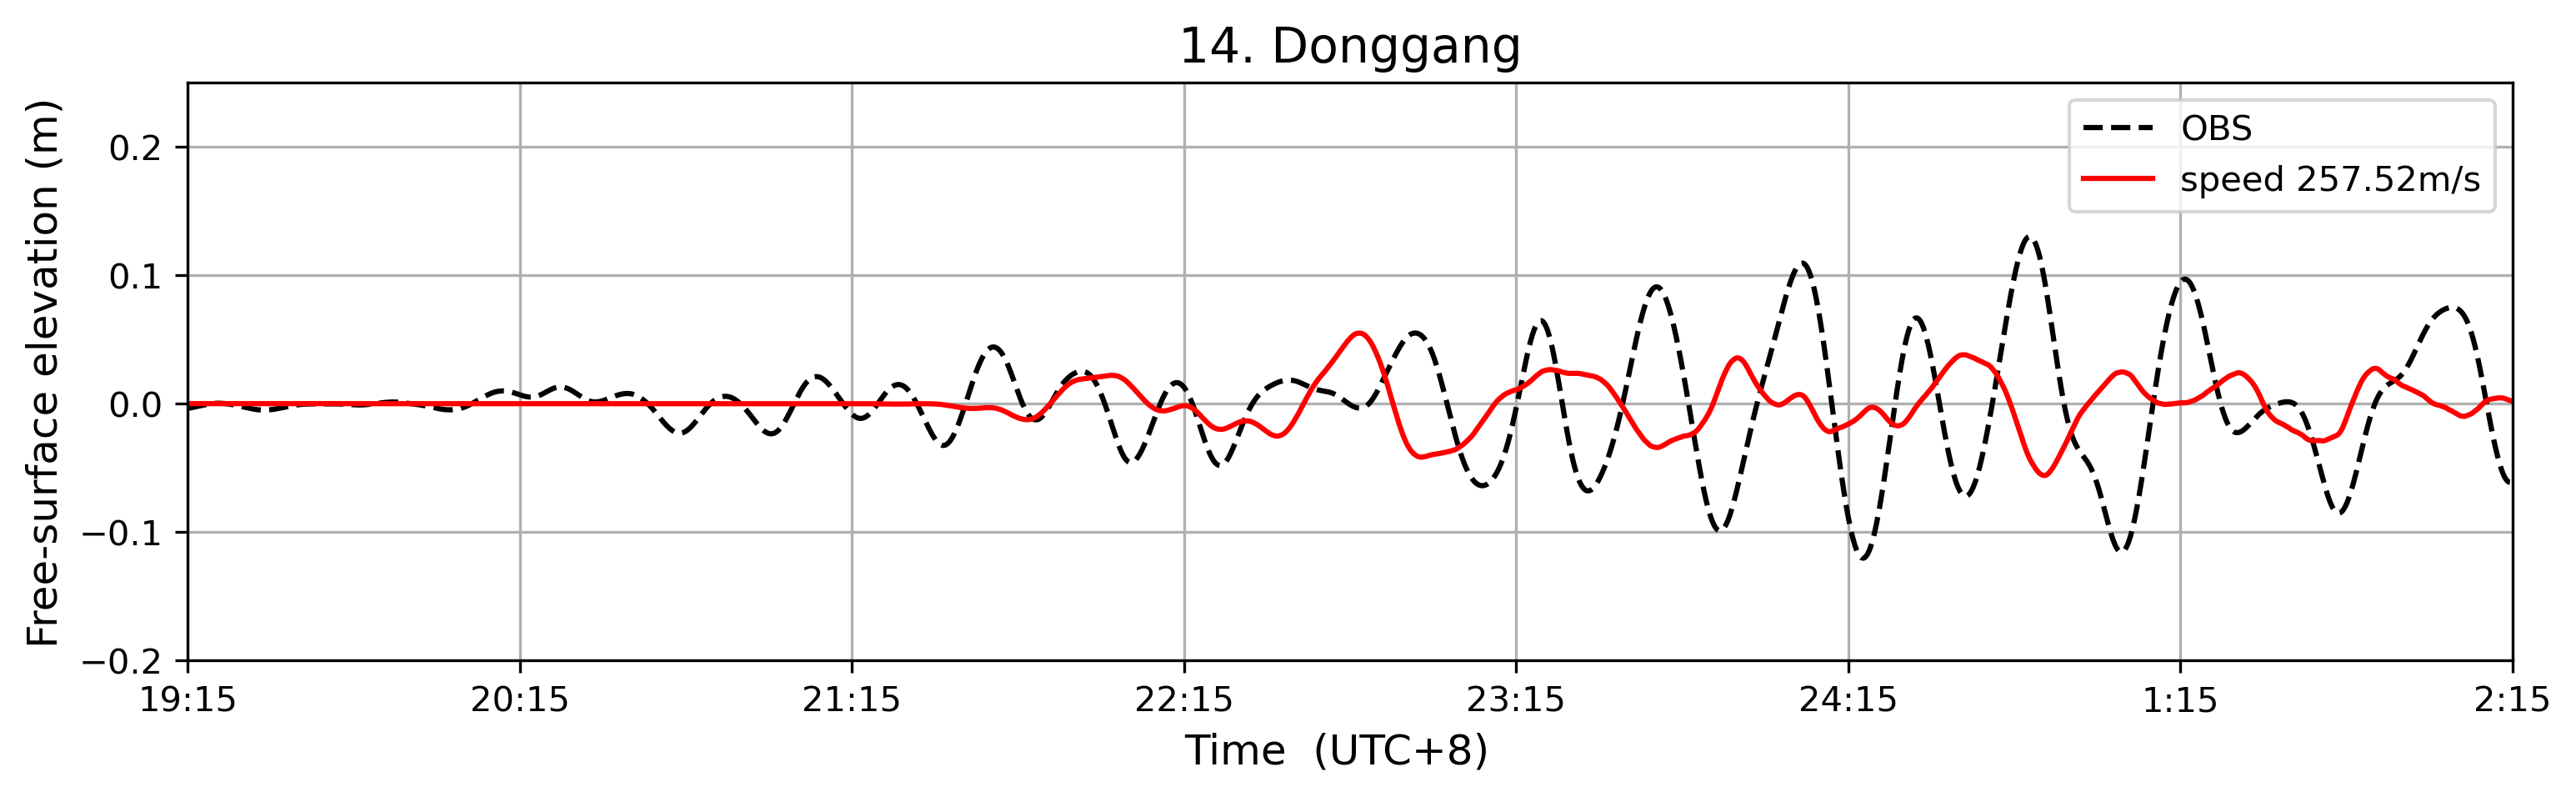 14. Donggang
Free-surface elevation (m)
0.2
0.1
0.0
−0.1
−0.2
OBS
speed 257.52m/s
19:15 20:15 21:15 22:15 23:15 24:15 1:15 2:15
Time (UTC+8)